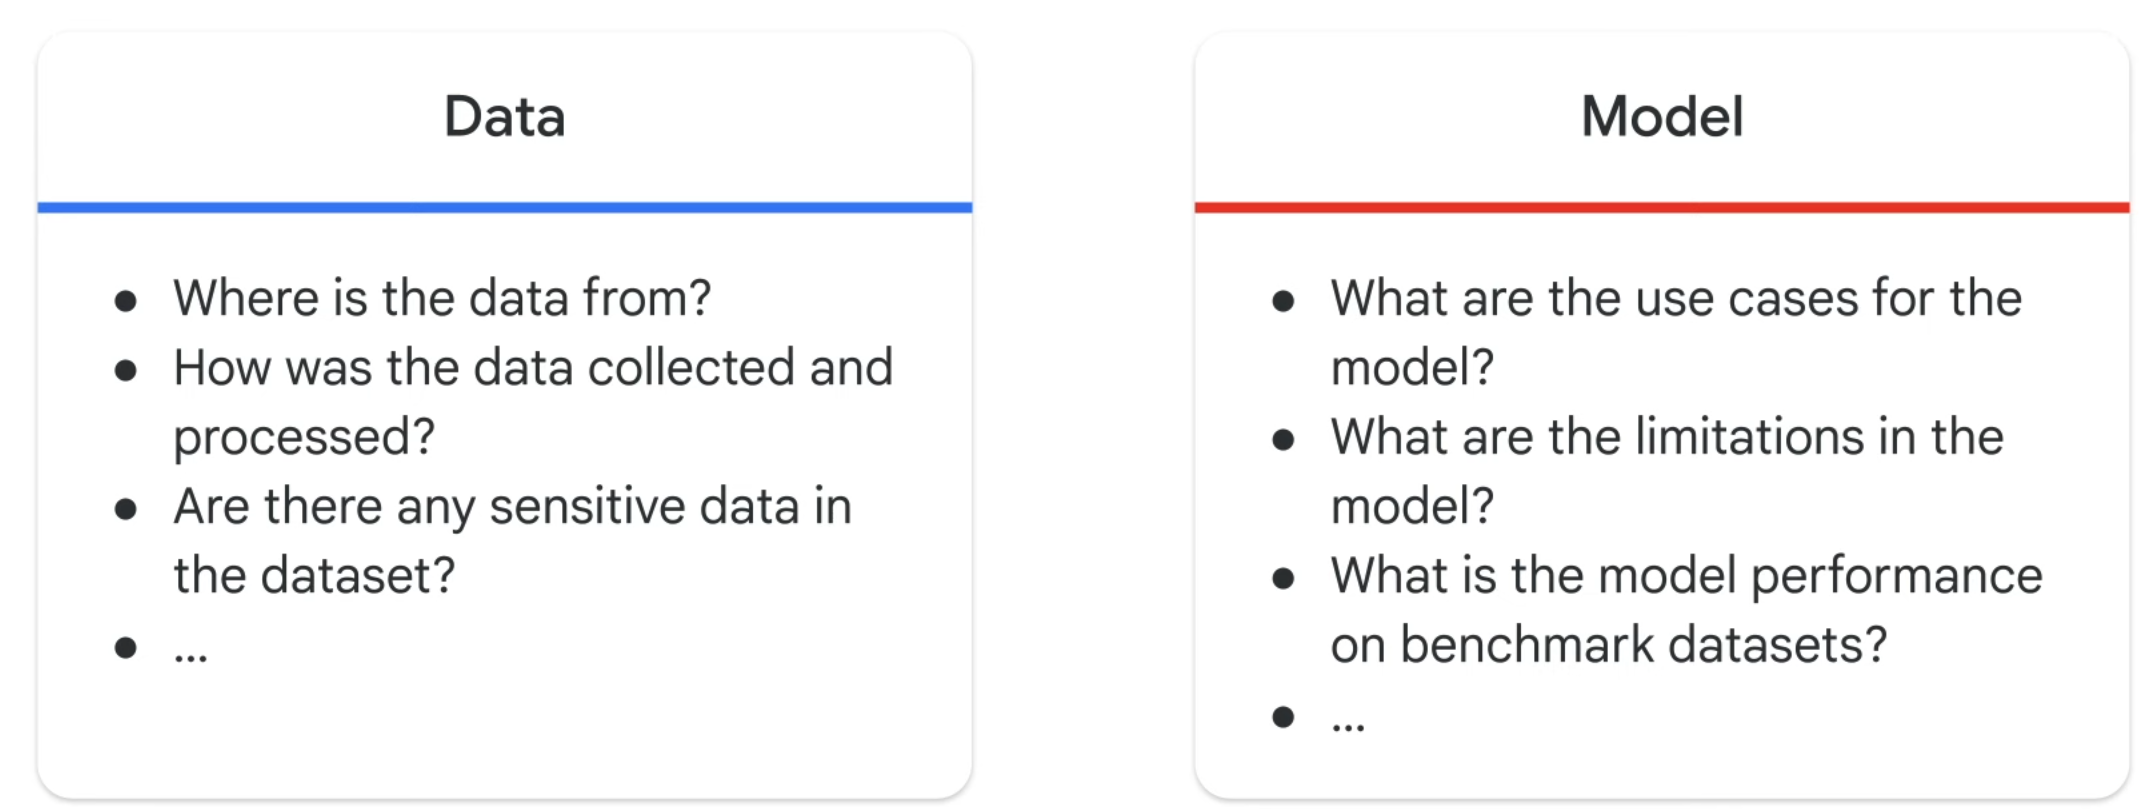 Data
● Where is the data from?
● How was the data collected and
processed?
● Are there any sensitive data in
the dataset?
● ...
Model
● What are the use cases for the
model?
● What are the limitations in the
model?
● What is the model performance
on benchmark datasets?
● ...